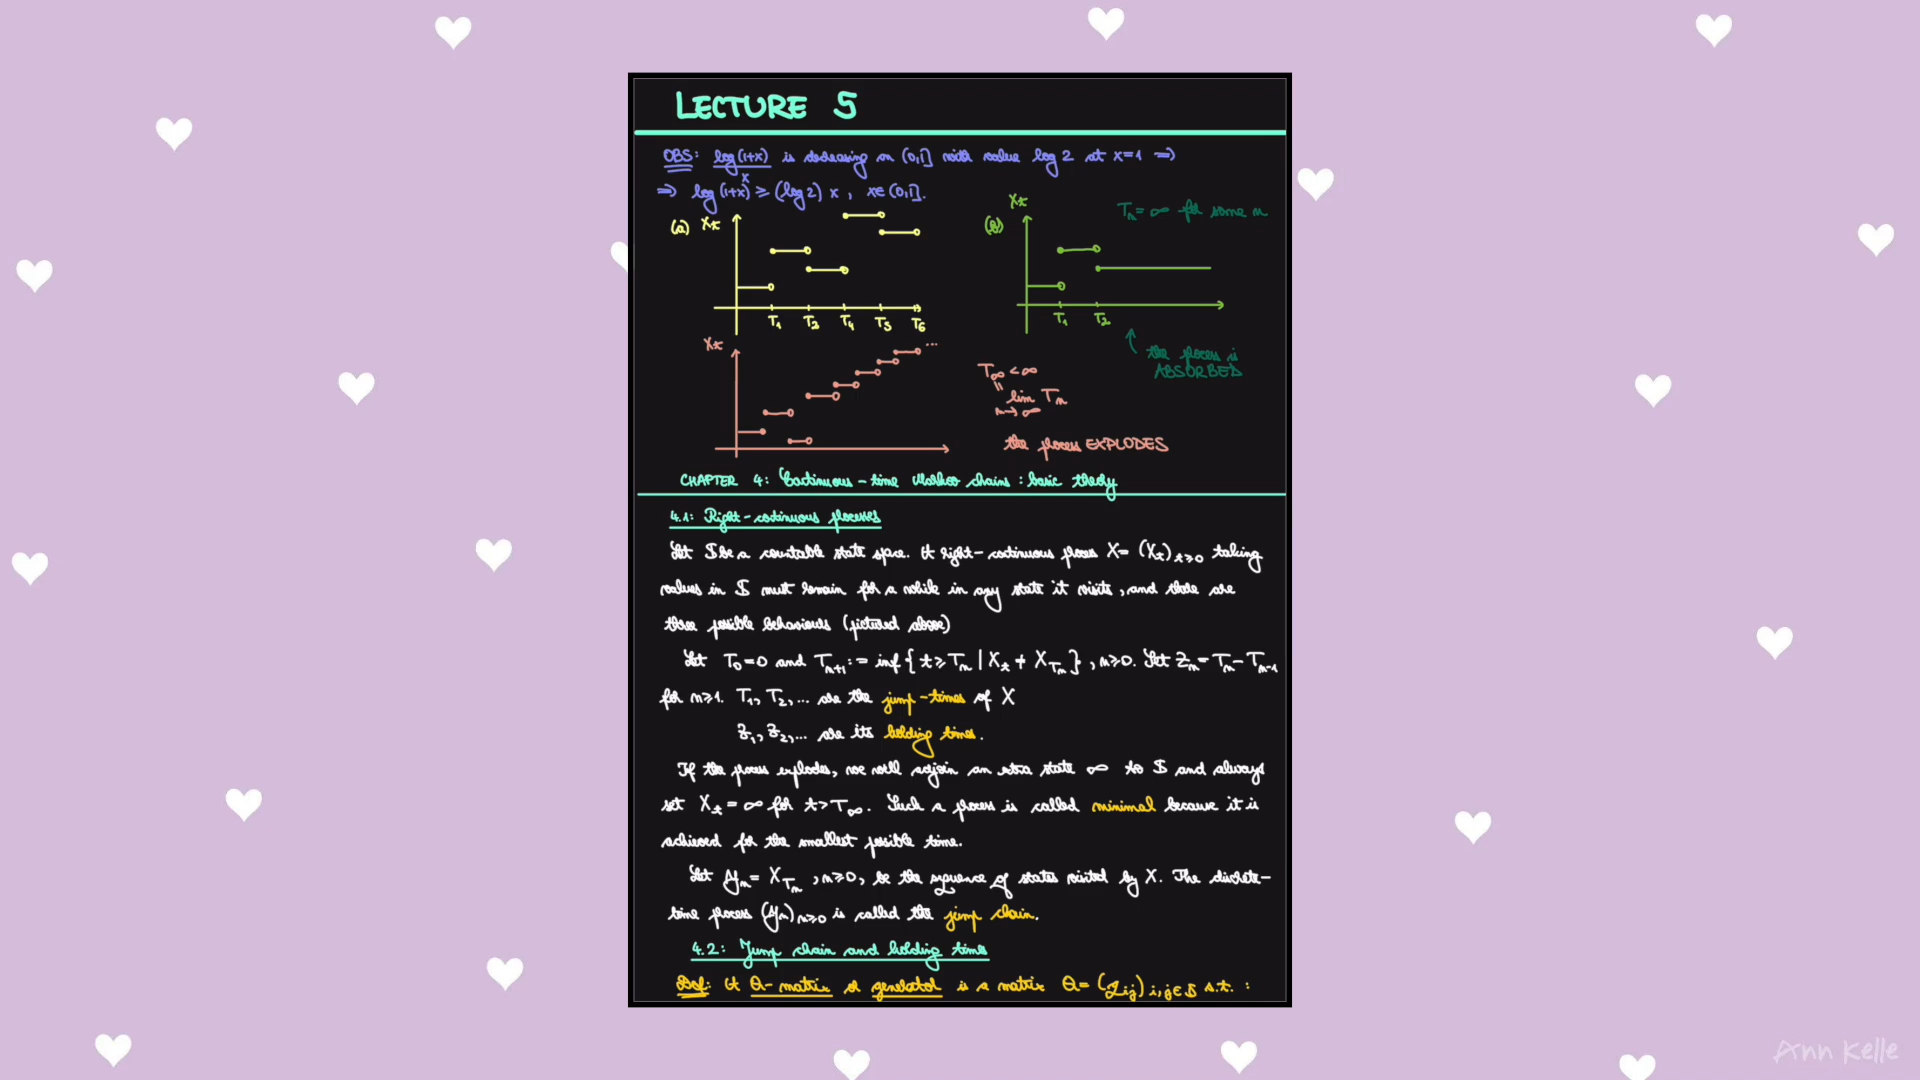 LECTURE 5
OBS: log(1+x)/x is decreasing on (0,1] with value log 2 at x=1 ⇒
⇒ log(1+x) ≥ (log 2) x , x∈(0,1].
(a) Xt
T1 T2 T4 T5 T6
(b) Xt
Tn = ∞ for some n
T1 T2
the process is
ABSORBED
Xt
...
T∞ < ∞
=
lim Tn
n→∞
the process EXPLODES
CHAPTER 4: Continuous-time Markov chains: basic theory
4.1: Right-continuous processes
Let S be a countable state space. A right-continuous process X= (Xt)t≥0 taking
values in S must remain for a while in any state it visits, and there are
three possible behaviours (pictured above)
Let T0=0 and Tn+1:= inf{t≥Tn | Xt ≠ XTn}, n≥0. Let Zn=Tn-Tn-1
for n≥1. T1, T2,... are the jump-times of X
Z1, Z2,... are its holding times.
If the process explodes, we will adjoin an extra state ∞ to S and always
set Xt = ∞ for t>T∞. Such a process is called minimal because it is
achieved for the smallest possible time.
Let Yn= XTn, n≥0, be the sequence of states visited by X. The discrete-
time process (Yn)n≥0 is called the jump chain.
4.2: Jump chain and holding times
Def: A Q-matrix or generator is a matrix Q= (qij)i,j∈S s.t. :
Ann Kelle